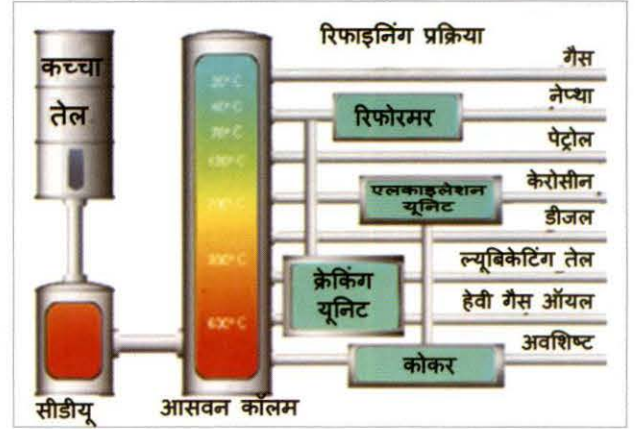 रिफाइनिंग प्रक्रिया
कच्चा
तेल
गैस
नेप्था
रिफोरमर
पेट्रोल
केरोसीन
एलकाइलेशन
यूनिट
डीजल
ल्यूबिकेटिंग तेल
क्रेकिंग
यूनिट
हेवी गैस ऑयल
अवशिष्ट
कोकर
सीडीयू
आसवन कॉलम